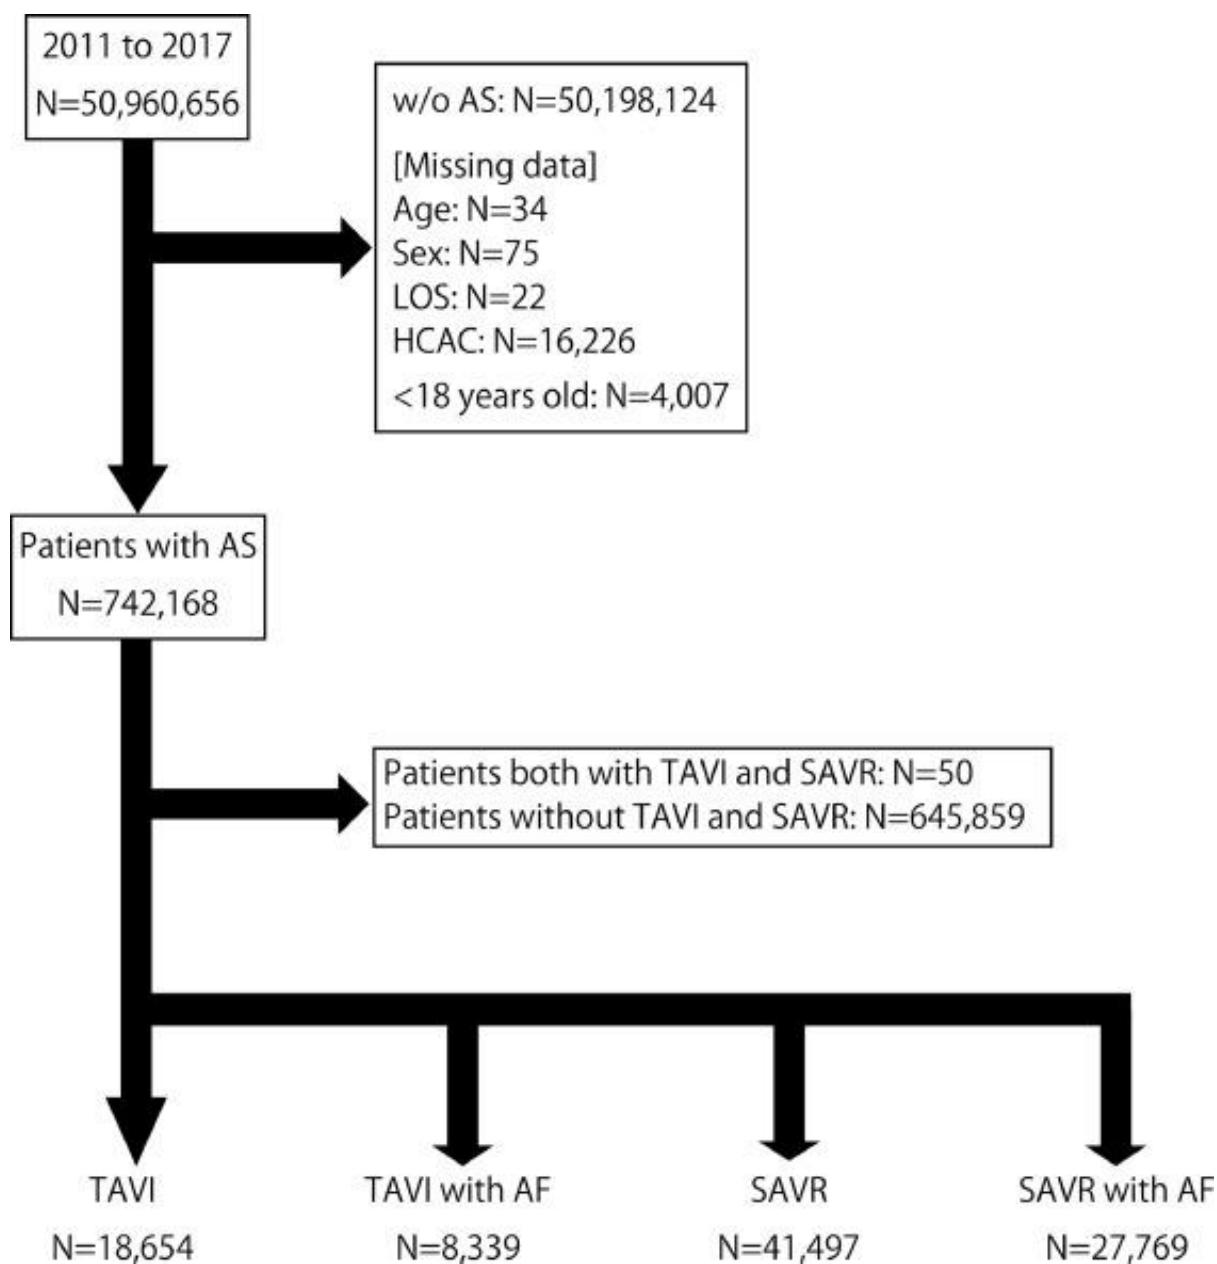 2011 to 2017
N=50,960,656
w/o AS: N=50,198,124
[Missing data]
Age: N=34
Sex: N=75
LOS: N=22
HCAC: N=16,226
<18 years old: N=4,007
Patients with AS
N=742,168
Patients both with TAVI and SAVR: N=50
Patients without TAVI and SAVR: N=645,859
TAVI
N=18,654
TAVI with AF
N=8,339
SAVR
N=41,497
SAVR with AF
N=27,769